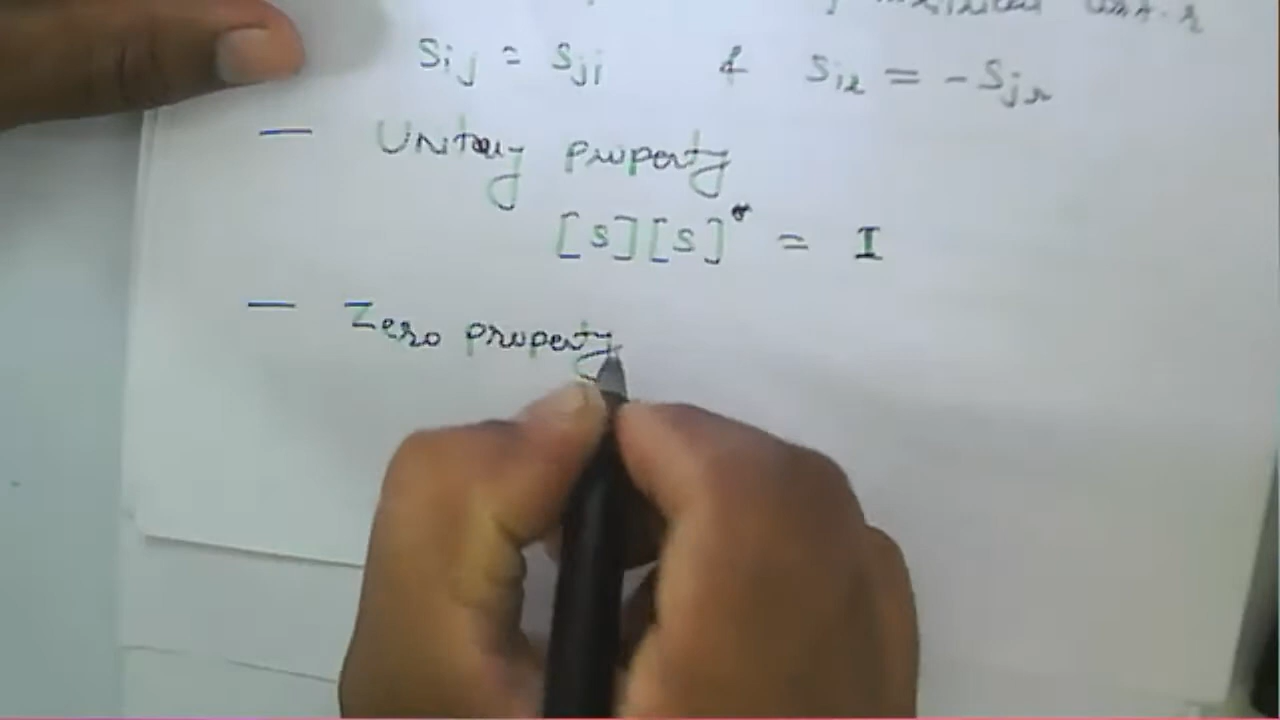 Sij = Sji & Sir = -Sjr
— Unitary property
[S][S]* = I
— Zero property